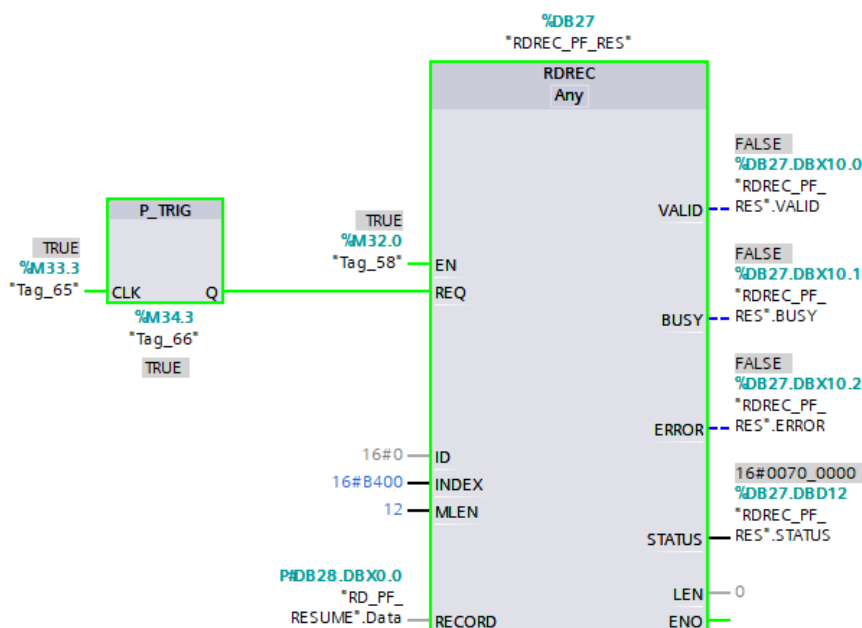 %DB27
"RDREC_PF_RES"
RDREC
Any
FALSE
%DB27.DBX10.0
"RDREC_PF_
VALID RES".VALID
P_TRIG
TRUE
%M33.3
"Tag_65" CLK Q
%M34.3
"Tag_66"
TRUE
TRUE
%M32.0
"Tag_58" EN
REQ
FALSE
%DB27.DBX10.1
"RDREC_PF_
BUSY RES".BUSY
FALSE
%DB27.DBX10.2
"RDREC_PF_
ERROR RES".ERROR
16#0 ID
16#B400 INDEX
12 MLEN
16#0070_0000
%DB27.DBD12
"RDREC_PF_
STATUS RES".STATUS
P#DB28.DBX0.0
"RD_PF_
RESUME".Data RECORD
LEN 0
ENO